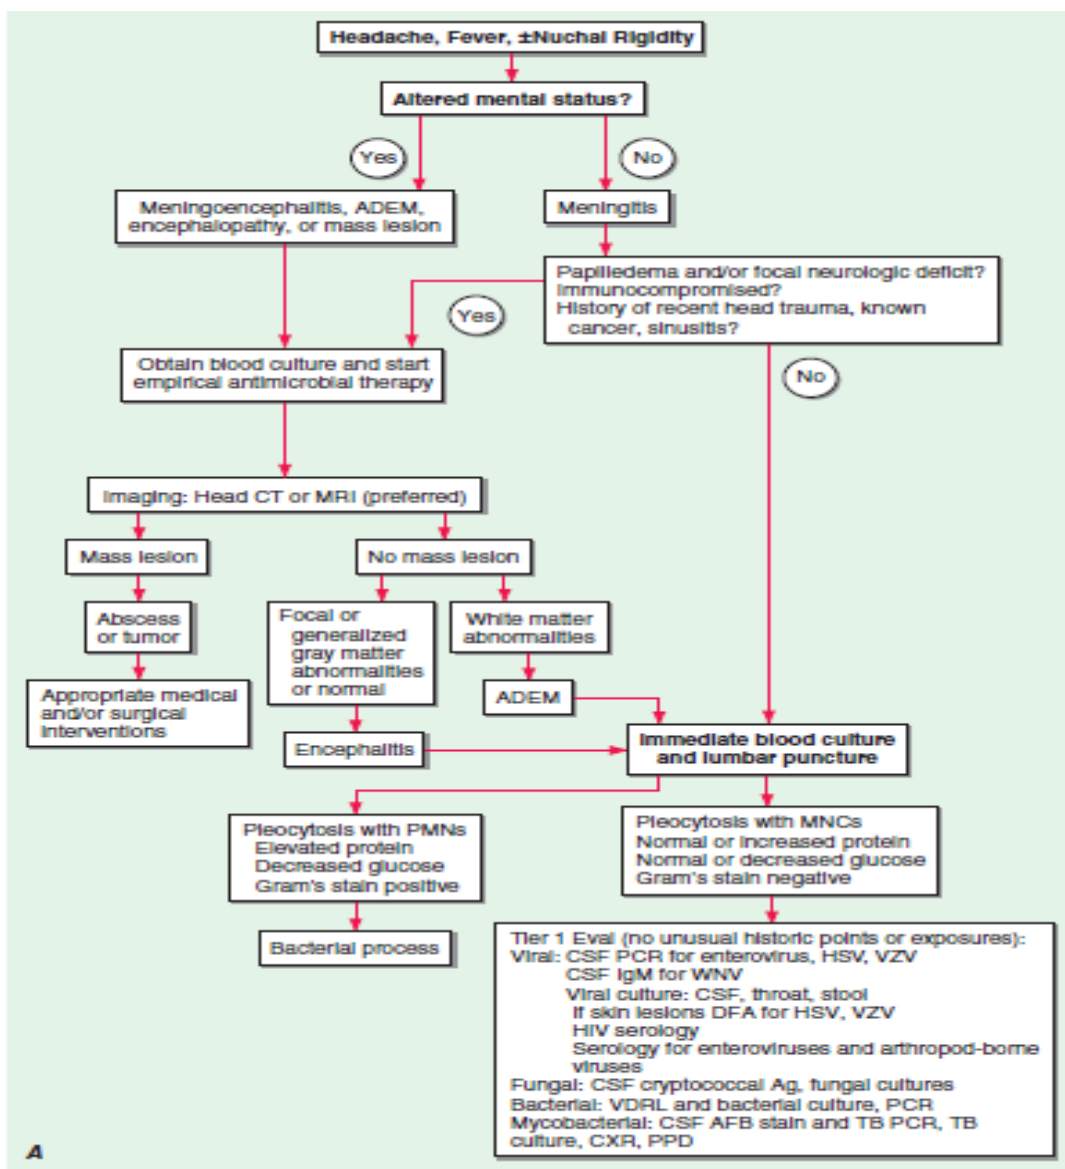 Headache, Fever, ±Nuchal Rigidity
Altered mental status?
Yes
No
Meningoencephalitis, ADEM,
encephalopathy, or mass lesion
Meningitis
Papilledema and/or focal neurologic deficit?
Immunocompromised?
History of recent head trauma, known
cancer, sinusitis?
Yes
No
Obtain blood culture and start
empirical antimicrobial therapy
Imaging: Head CT or MRI (preferred)
Mass lesion
No mass lesion
Abscess
or tumor
Focal or
generalized
gray matter
abnormalities
or normal
White matter
abnormalities
Appropriate medical
and/or surgical
interventions
ADEM
Encephalitis
Immediate blood culture
and lumbar puncture
Pleocytosis with PMNs
Elevated protein
Decreased glucose
Gram's stain positive
Pleocytosis with MNCs
Normal or increased protein
Normal or decreased glucose
Gram's stain negative
Bacterial process
Tier 1 Eval (no unusual historic points or exposures):
Viral: CSF PCR for enterovirus, HSV, VZV
CSF IgM for WNV
Viral culture: CSF, throat, stool
If skin lesions DFA for HSV, VZV
HIV serology
Serology for enteroviruses and arthropod-borne
viruses
Fungal: CSF cryptococcal Ag, fungal cultures
Bacterial: VDRL and bacterial culture, PCR
Mycobacterial: CSF AFB stain and TB PCR, TB
culture, CXR, PPD
A